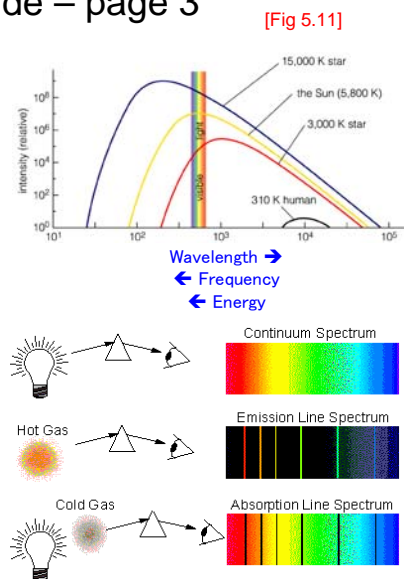 de – page 3
[Fig 5.11]
15,000 K star
the Sun (5,800 K)
3,000 K star
310 K human
intensity (relative)
10⁸
10⁶
10⁴
10²
10⁰
visible light
10¹ 10² 10³ 10⁴ 10⁵
Wavelength →
← Frequency
← Energy
Continuum Spectrum
Hot Gas
Emission Line Spectrum
Cold Gas
Absorption Line Spectrum